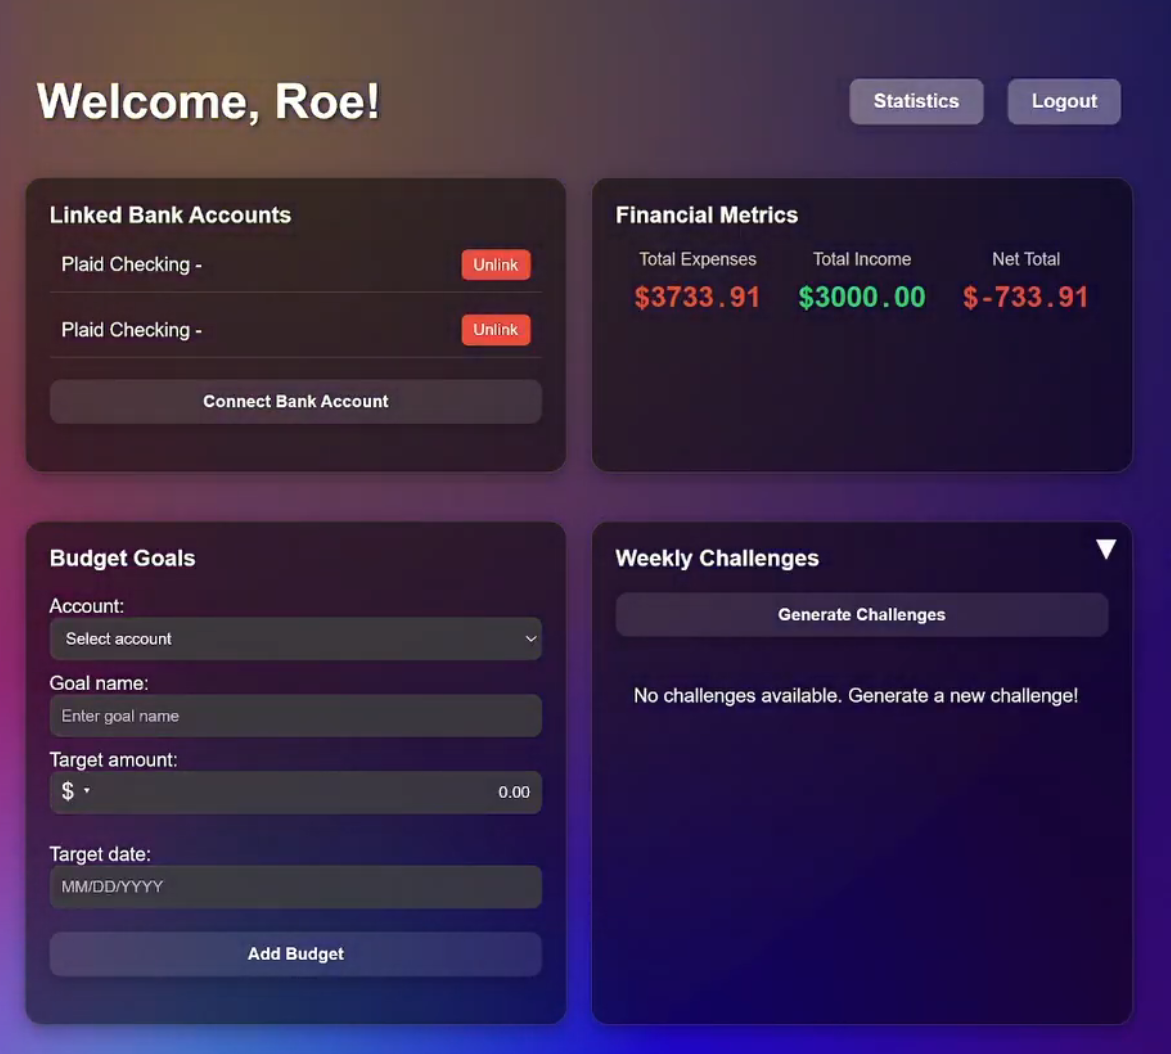 Welcome, Roe!
Statistics
Logout
Linked Bank Accounts
Plaid Checking -
Unlink
Plaid Checking -
Unlink
Connect Bank Account
Financial Metrics
Total Expenses
$3733.91
Total Income
$3000.00
Net Total
$-733.91
Budget Goals
Account:
Select account
Goal name:
Enter goal name
Target amount:
$ 0.00
Target date:
MM/DD/YYYY
Add Budget
Weekly Challenges
Generate Challenges
No challenges available. Generate a new challenge!